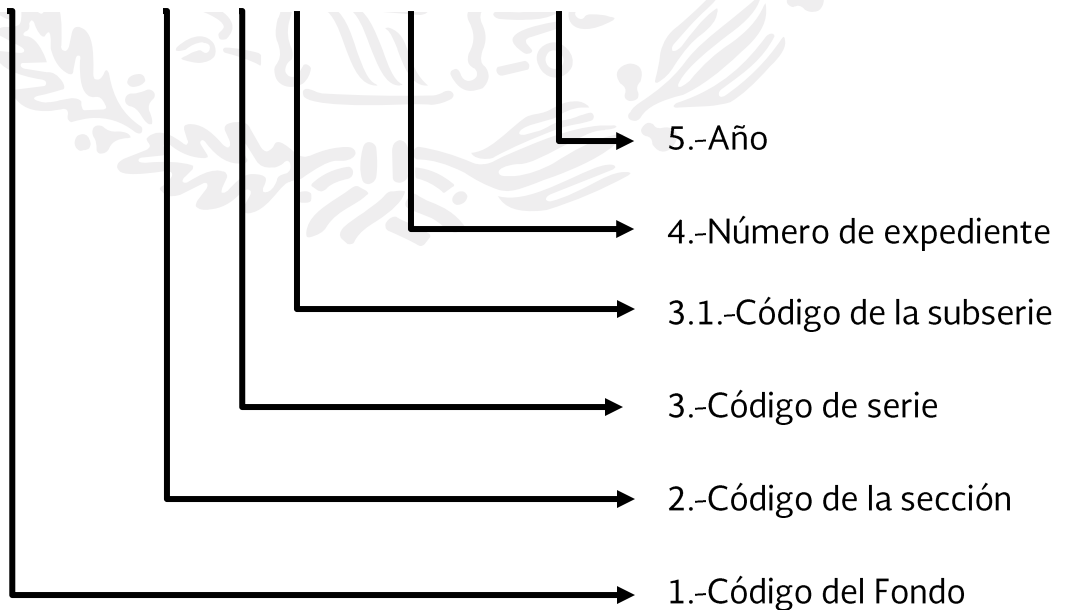 5.-Año
4.-Número de expediente
3.1.-Código de la subserie
3.-Código de serie
2.-Código de la sección
1.-Código del Fondo